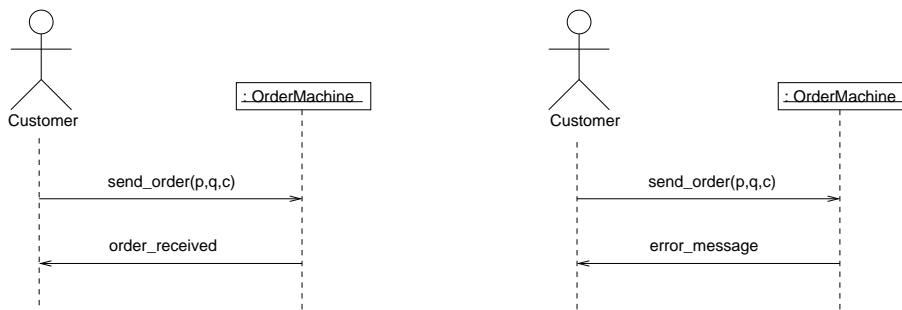 : OrderMachine
Customer
send_order(p,q,c)
order_received
: OrderMachine
Customer
send_order(p,q,c)
error_message